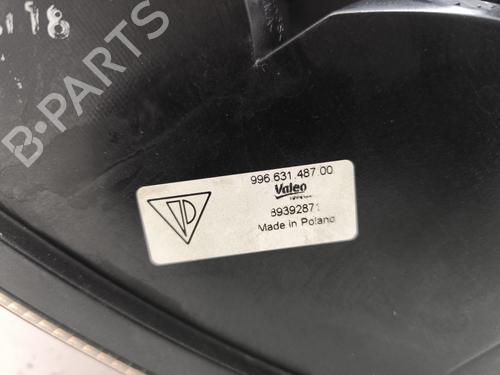 B-PARTS
996.631.487.00
Valeo
89392871
Made in Poland